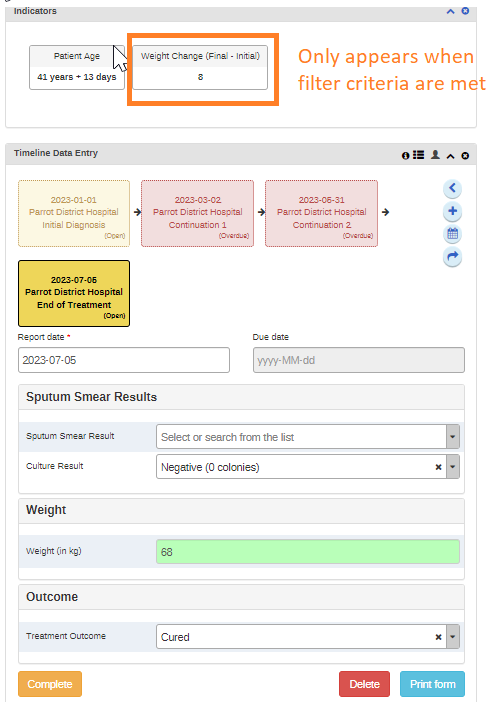 Indicators
Patient Age
41 years + 13 days
Weight Change (Final - Initial)
8
Only appears when
filter criteria are met
Timeline Data Entry
2023-01-01
Parrot District Hospital
Initial Diagnosis
(Open)
2023-03-02
Parrot District Hospital
Continuation 1
(Overdue)
2023-05-31
Parrot District Hospital
Continuation 2
(Overdue)
2023-07-05
Parrot District Hospital
End of Treatment
(Open)
Report date *
Due date
2023-07-05
yyyy-MM-dd
Sputum Smear Results
Sputum Smear Result
Select or search from the list
Culture Result
Negative (0 colonies)
Weight
Weight (in kg)
68
Outcome
Treatment Outcome
Cured
Complete
Delete
Print form